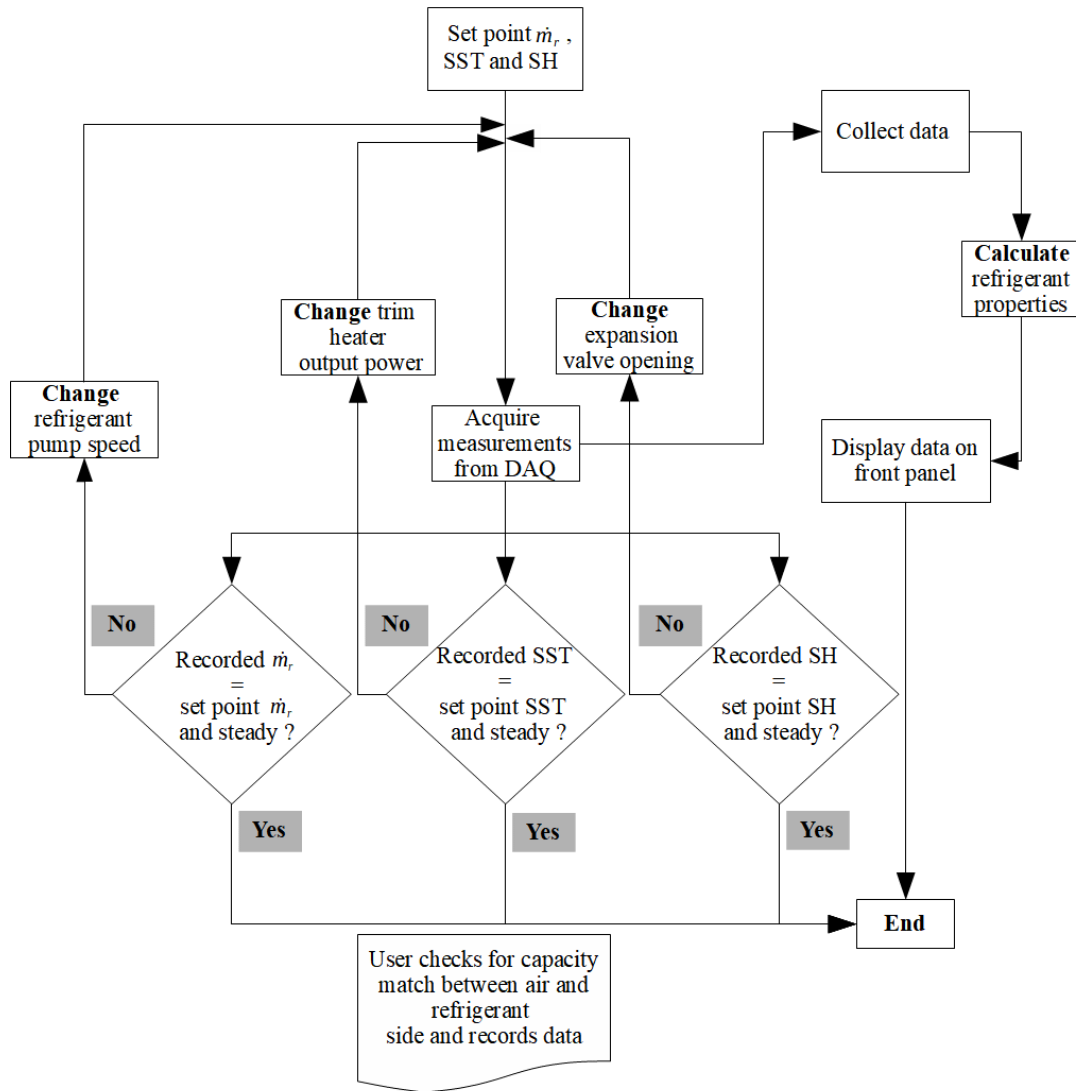 Set point ṁᵣ ,
SST and SH
Collect data
Calculate
refrigerant
properties
Change trim
heater
output power
Change
expansion
valve opening
Change
refrigerant
pump speed
Acquire
measurements
from DAQ
Display data on
front panel
No
No
No
Recorded ṁᵣ
=
set point ṁᵣ
and steady ?
Recorded SST
=
set point SST
and steady ?
Recorded SH
=
set point SH
and steady ?
Yes
Yes
Yes
End
User checks for capacity
match between air and
refrigerant
side and records data